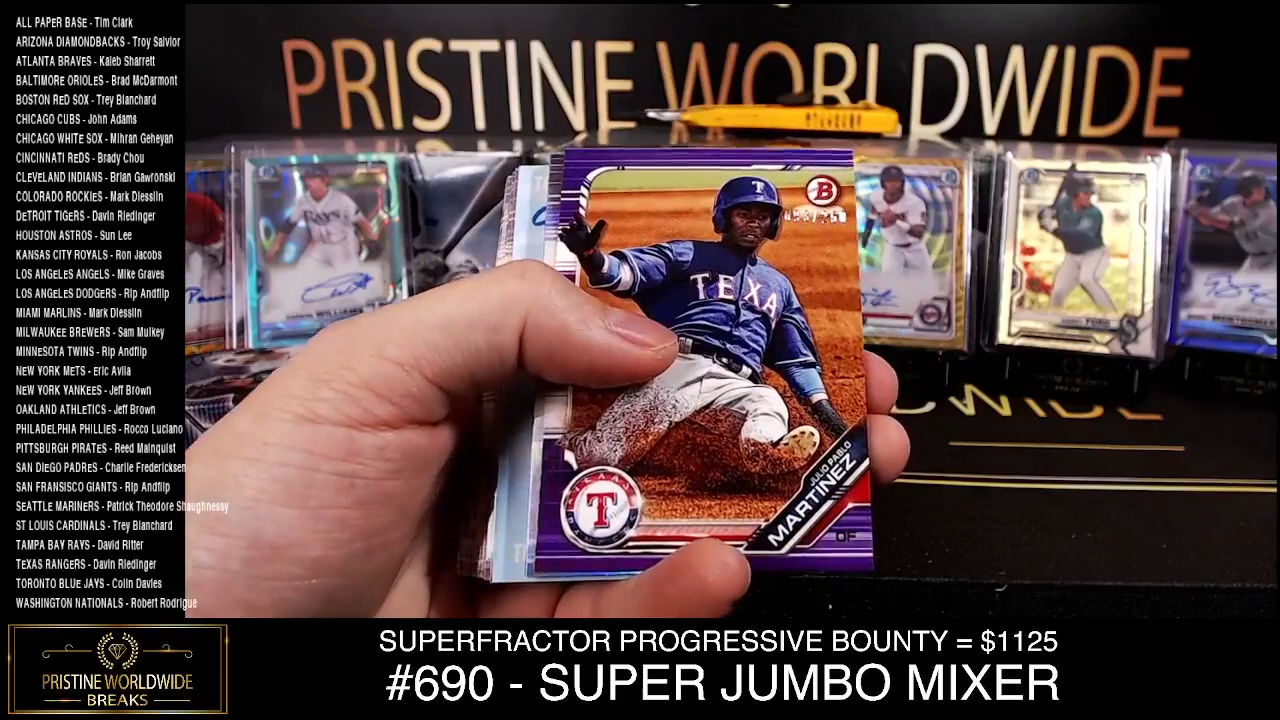 ALL PAPER BASE - Tim Clark
ARIZONA DIAMONDBACKS - Troy Salvior
ATLANTA BRAVES - Kaleb Sharrett
BALTIMORE ORIOLES - Brad McDarmont
BOSTON RED SOX - Trey Blanchard
CHICAGO CUBS - John Adams
CHICAGO WHITE SOX - Mihran Geheyan
CINCINNATI REDS - Brady Chou
CLEVELAND INDIANS - Brian Gawronski
COLORADO ROCKIES - Mark Diesslin
DETROIT TIGERS - Davin Riedinger
HOUSTON ASTROS - Sun Lee
KANSAS CITY ROYALS - Ron Jacobs
LOS ANGELES ANGELS - Mike Graves
LOS ANGELES DODGERS - Rip Andflip
MIAMI MARLINS - Mark Diesslin
MILWAUKEE BREWERS - Sam Mulkey
MINNESOTA TWINS - Rip Andflip
NEW YORK METS - Eric Avila
NEW YORK YANKEES - Jeff Brown
OAKLAND ATHLETICS - Jeff Brown
PHILADELPHIA PHILLIES - Rocco Luciano
PITTSBURGH PIRATES - Reed Mainquist
SAN DIEGO PADRES - Charlie Fredericksen
SAN FRANSISCO GIANTS - Rip Andflip
SEATTLE MARINERS - Patrick Theodore Shaughnessy
ST LOUIS CARDINALS - Trey Blanchard
TAMPA BAY RAYS - David Ritter
TEXAS RANGERS - Davin Riedinger
TORONTO BLUE JAYS - Colin Davies
WASHINGTON NATIONALS - Robert Rodrigue
PRISTINE WORLDWIDE
BREAKS
PRISTINE WORLDWIDE
Rays
WILLIAMS
T
B
TEXA
T
JULIO PABLO
MARTINEZ
OF
SUPERFRACTOR PROGRESSIVE BOUNTY = $1125
#690 - SUPER JUMBO MIXER